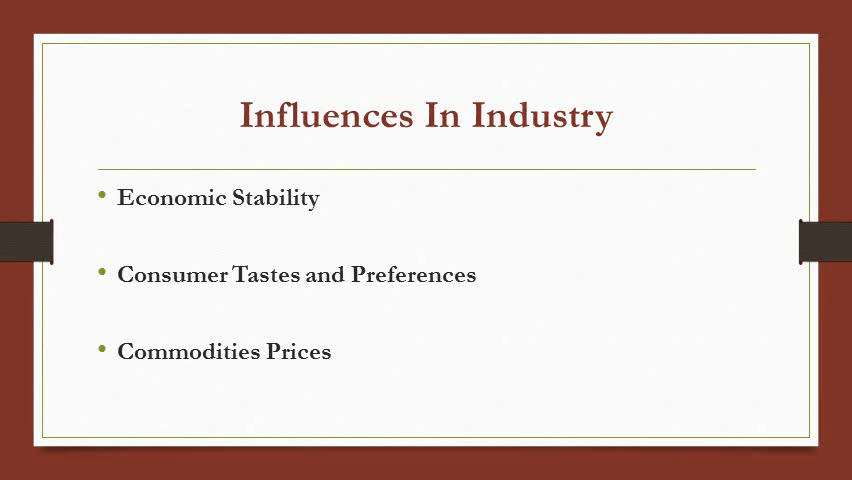 Influences In Industry
• Economic Stability
• Consumer Tastes and Preferences
• Commodities Prices